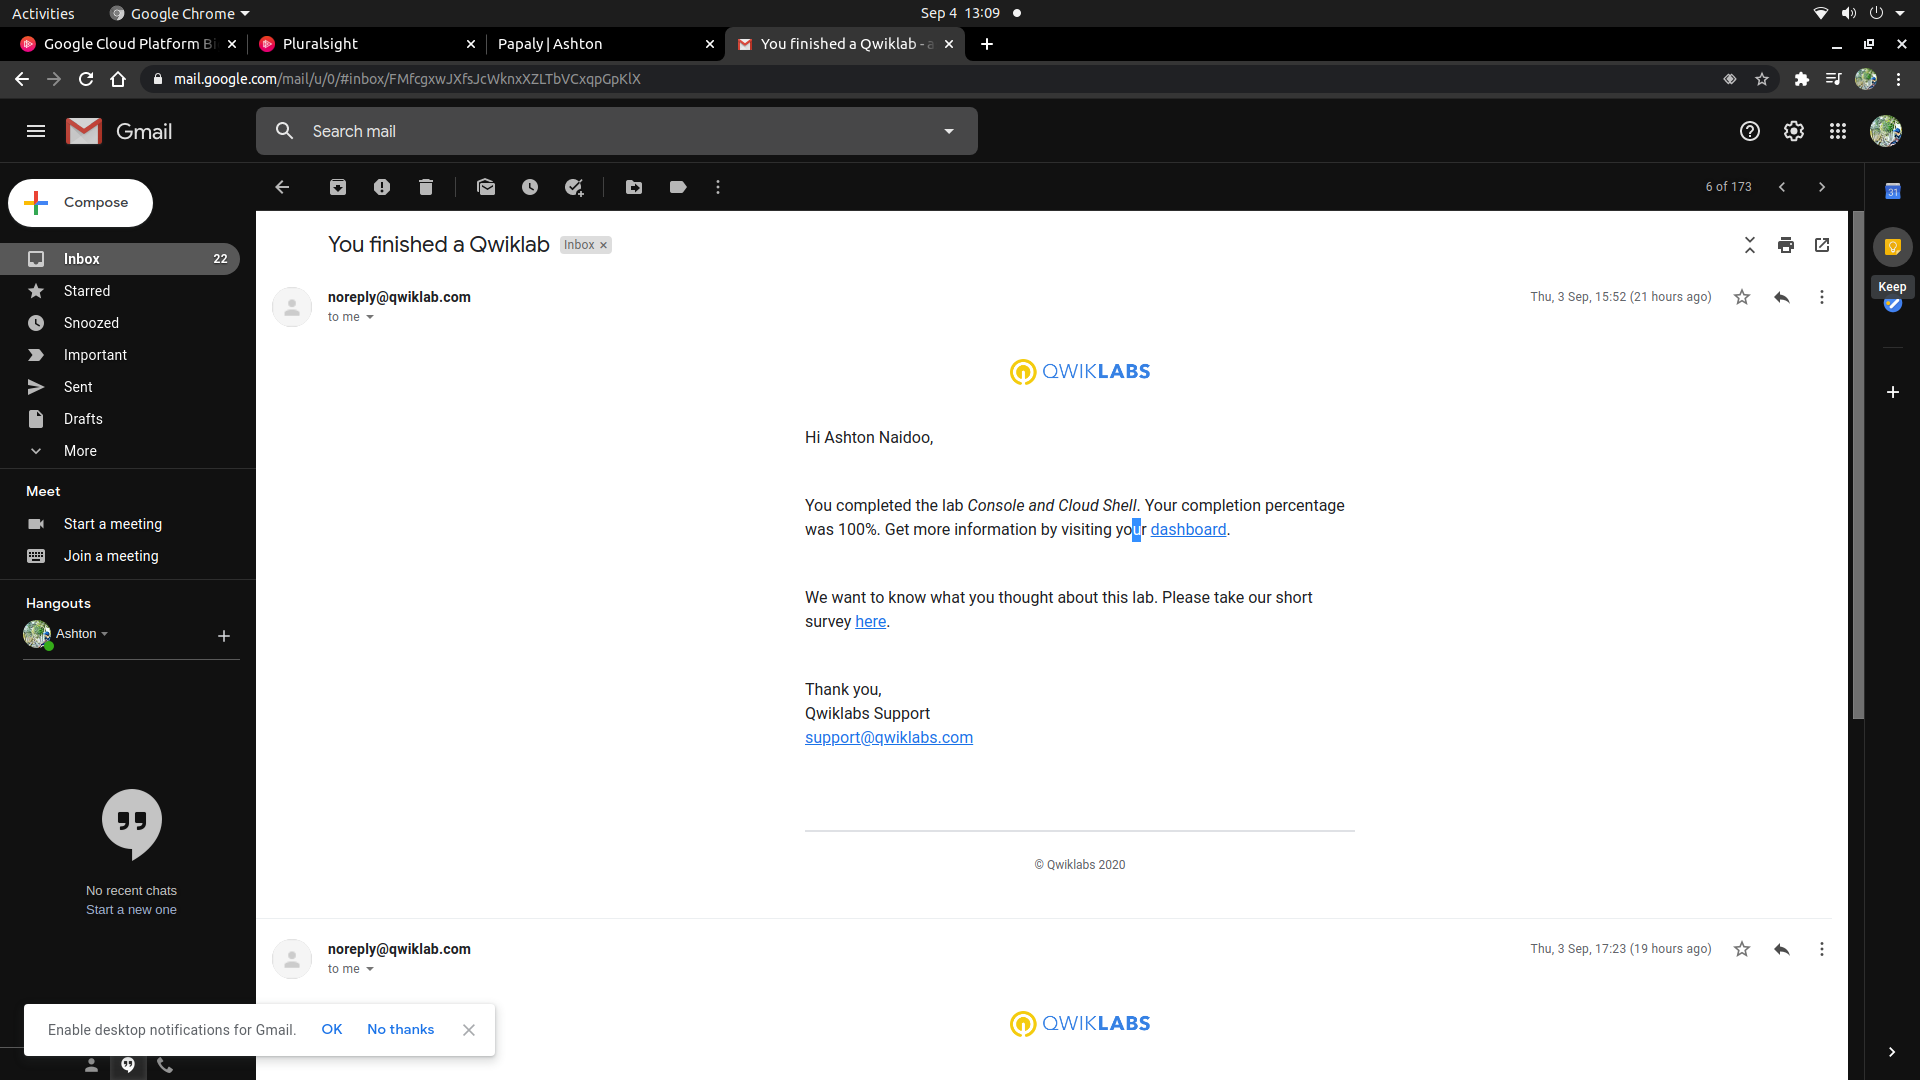 Activities
Google Chrome
Sep 4 13:09
Google Cloud Platform Bi
Pluralsight
Papaly | Ashton
You finished a Qwiklab - a
mail.google.com/mail/u/0/#inbox/FMfcgxwJXfsJcWknxXZLTbVCxqpGpKlX
Gmail
Search mail
Compose
6 of 173
31
Inbox 22
Starred
Snoozed
Important
Sent
Drafts
More
Meet
Start a meeting
Join a meeting
Hangouts
Ashton
No recent chats
Start a new one
You finished a Qwiklab
Inbox
Keep
noreply@qwiklab.com
Thu, 3 Sep, 15:52 (21 hours ago)
to me
QWIKLABS
Hi Ashton Naidoo,
You completed the lab Console and Cloud Shell. Your completion percentage
was 100%. Get more information by visiting your dashboard.
We want to know what you thought about this lab. Please take our short
survey here.
Thank you,
Qwiklabs Support
support@qwiklabs.com
© Qwiklabs 2020
noreply@qwiklab.com
Thu, 3 Sep, 17:23 (19 hours ago)
to me
QWIKLABS
Enable desktop notifications for Gmail. OK No thanks